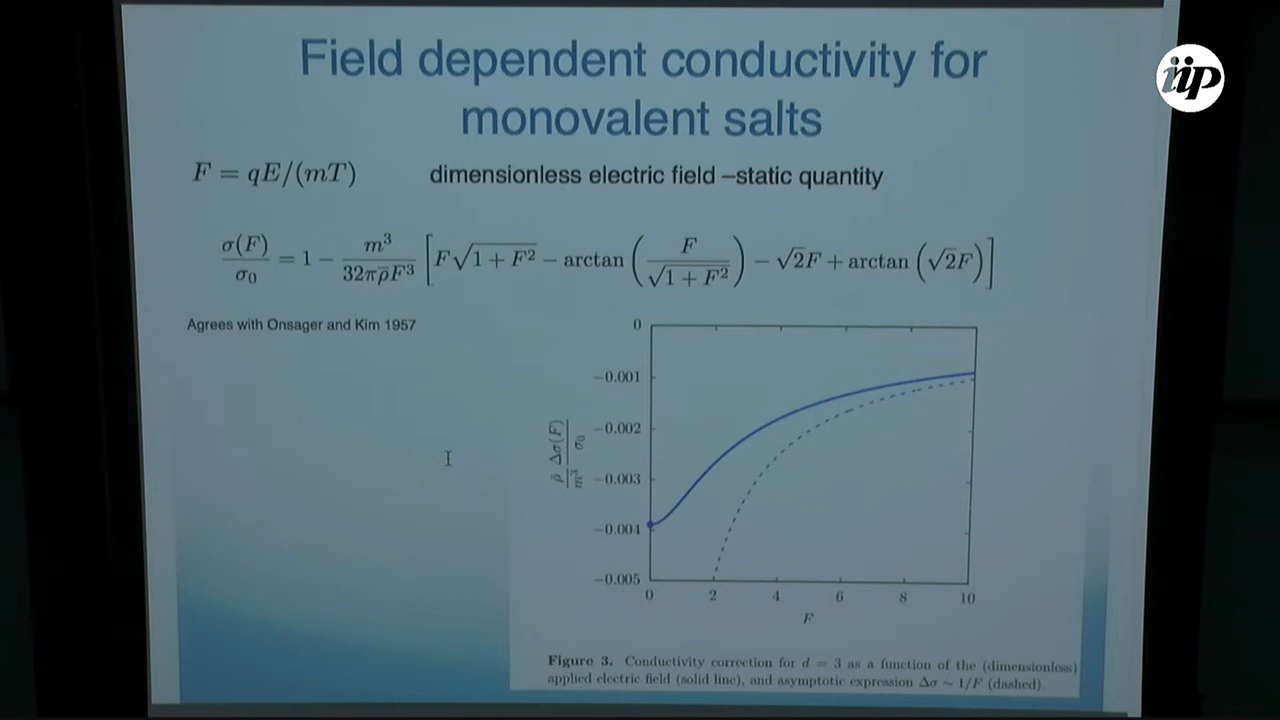 Field dependent conductivity for
monovalent salts
iip
F = qE/(mT) dimensionless electric field –static quantity
σ(F)/σ₀ = 1 − m³/(32πρ̄F³) [F√(1 + F²) − arctan(F/√(1 + F²)) − √2F + arctan(√2F)]
Agrees with Onsager and Kim 1957
0
−0.001
−0.002
−0.003
−0.004
−0.005
ρ̄/m³ Δσ(F)/σ₀
0 2 4 6 8 10
F
Figure 3. Conductivity correction for d = 3 as a function of the (dimensionless)
applied electric field (solid line), and asymptotic expression Δσ ~ 1/F (dashed).